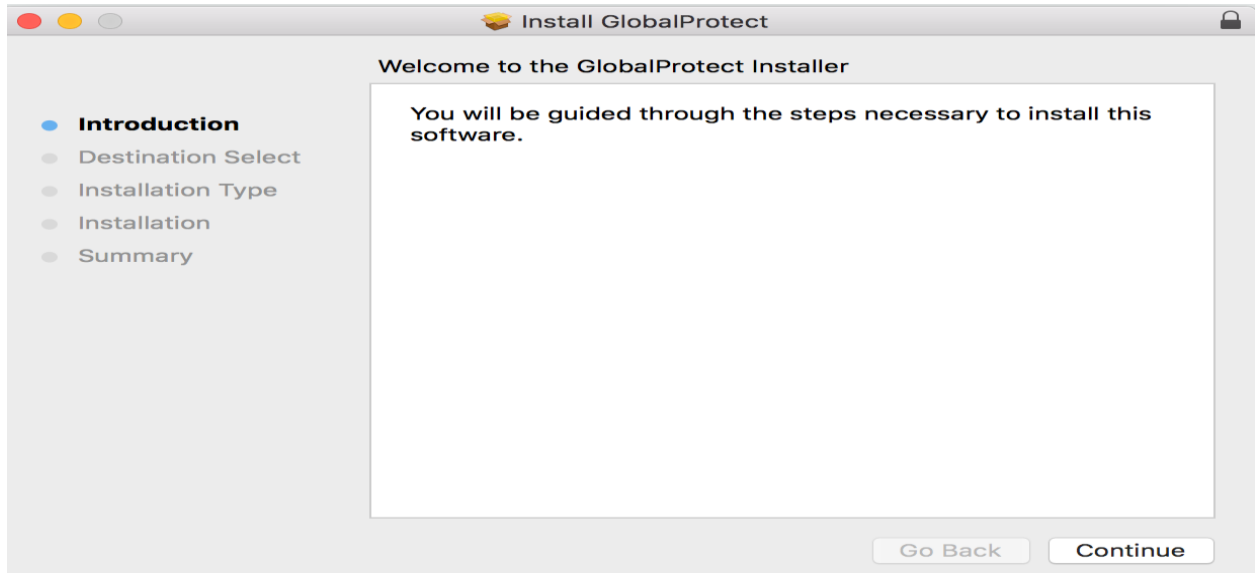 Install GlobalProtect
Welcome to the GlobalProtect Installer
Introduction
Destination Select
Installation Type
Installation
Summary
You will be guided through the steps necessary to install this
software.
Go Back
Continue